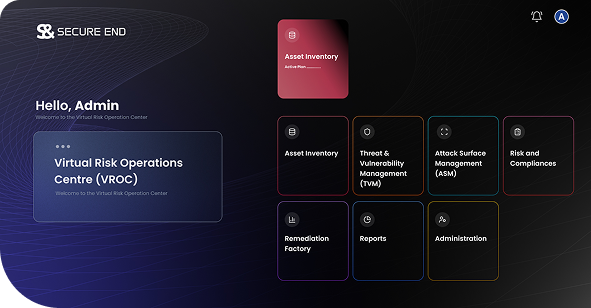 S& SECURE END
A
Asset Inventory
Active Plan
Hello, Admin
Welcome to the Virtual Risk Operation Center
Virtual Risk Operations
Centre (VROC)
Welcome to the Virtual Risk Operation Center
Asset Inventory
Threat &
Vulnerability
Management
(TVM)
Attack Surface
Management
(ASM)
Risk and
Compliances
Remediation
Factory
Reports
Administration